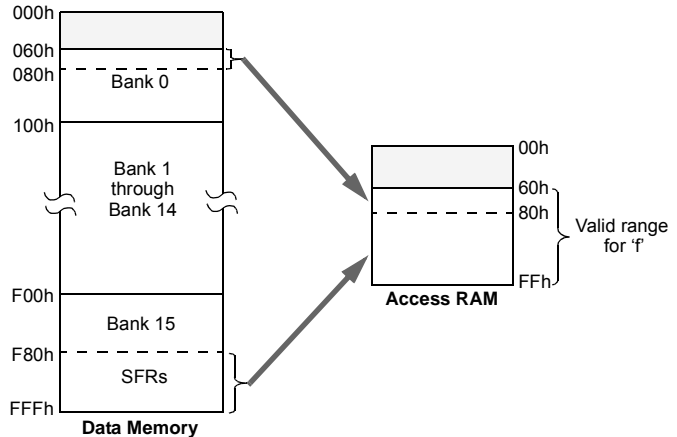 000h
060h
080h
Bank 0
100h
Bank 1
through
Bank 14
F00h
Bank 15
F80h
SFRs
FFFh
Data Memory
00h
60h
80h
Valid range
for ‘f’
FFh
Access RAM